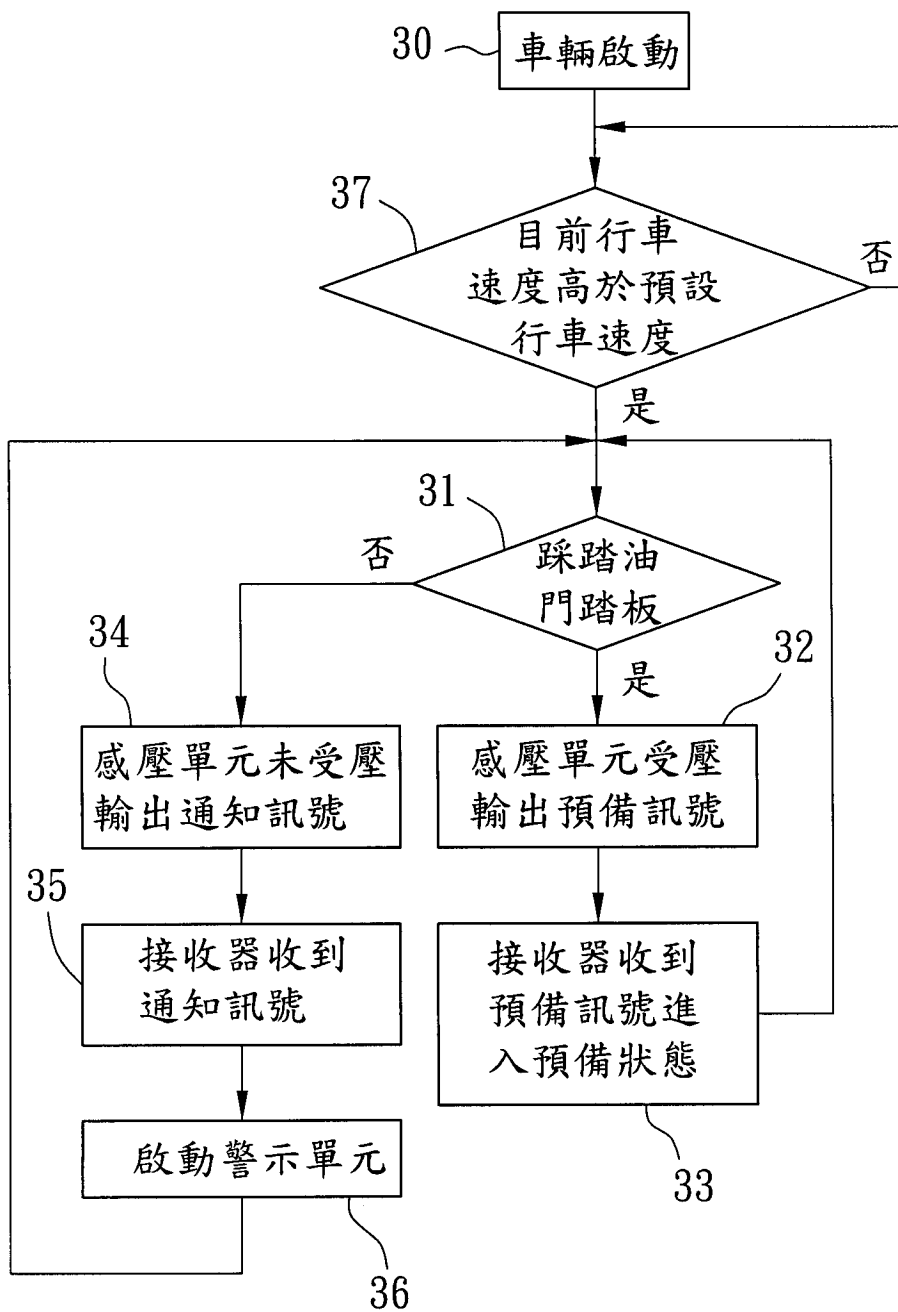 30
車輛啟動
37
目前行車
速度高於預設
行車速度
否
是
31
踩踏油
門踏板
否
是
34
感壓單元未受壓
輸出通知訊號
32
感壓單元受壓
輸出預備訊號
35
接收器收到
通知訊號
接收器收到
預備訊號進
入預備狀態
33
啟動警示單元
36